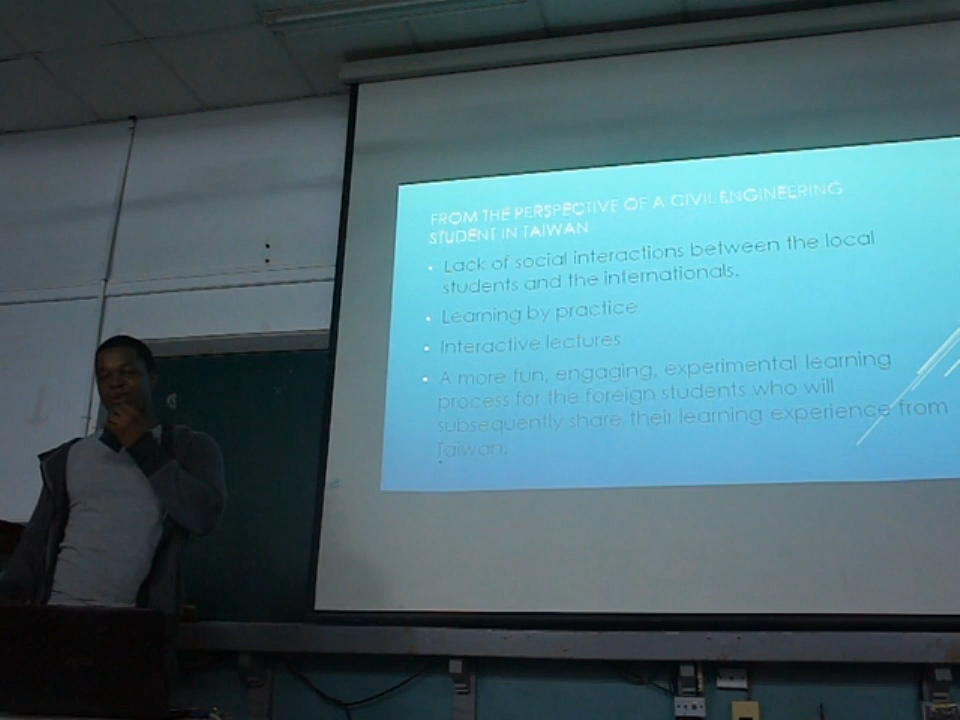 FROM THE PERSPECTIVE OF A CIVIL ENGINEERING
STUDENT IN TAIWAN
• Lack of social interactions between the local
students and the internationals.
• Learning by practice
• Interactive lectures
• A more fun, engaging, experimental learning
process for the foreign students who will
subsequently share their learning experience from
Taiwan.